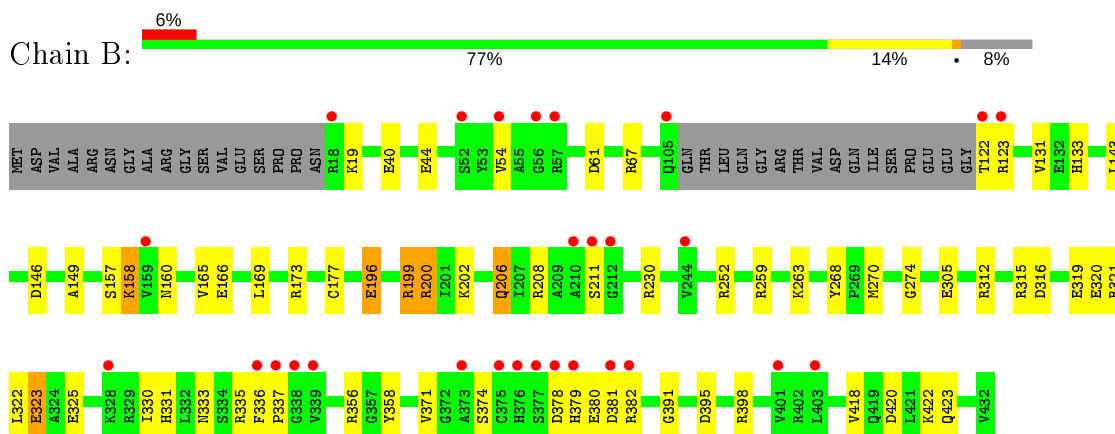 6%
Chain B:
77% 14% • 8%
MET ASP VAL ALA ARG ASN GLY ALA ARG GLY SER VAL GLU SER PRO PRO ASN R18 K19 E40 E44 S52 Y53 V54 A55 G56 R57 D61 R67 Q105 GLN THR LEU GLN GLY ARG THR VAL ASP GLN ILE SER PRO GLU GLU GLY T122 R123 V131 E132 H133 L143
D146 A149 S157 K158 V159 N160 V165 E166 L169 R173 C177 E196 R199 R200 I201 K202 Q206 I207 R208 A209 A210 S211 G212 R230 V244 R252 R259 K263 Y268 P269 M270 G274 E305 R312 R315 D316 E319 E320 R321
L322 E323 A324 E325 K328 R329 I330 H331 L332 N333 S334 R335 F336 P337 G338 V339 R356 G357 Y358 V371 G372 A373 S374 C375 H376 S377 D378 H379 E380 D381 R382 G391 D395 R398 V401 R402 L403 V418 Q419 D420 L421 K422 Q423 V432